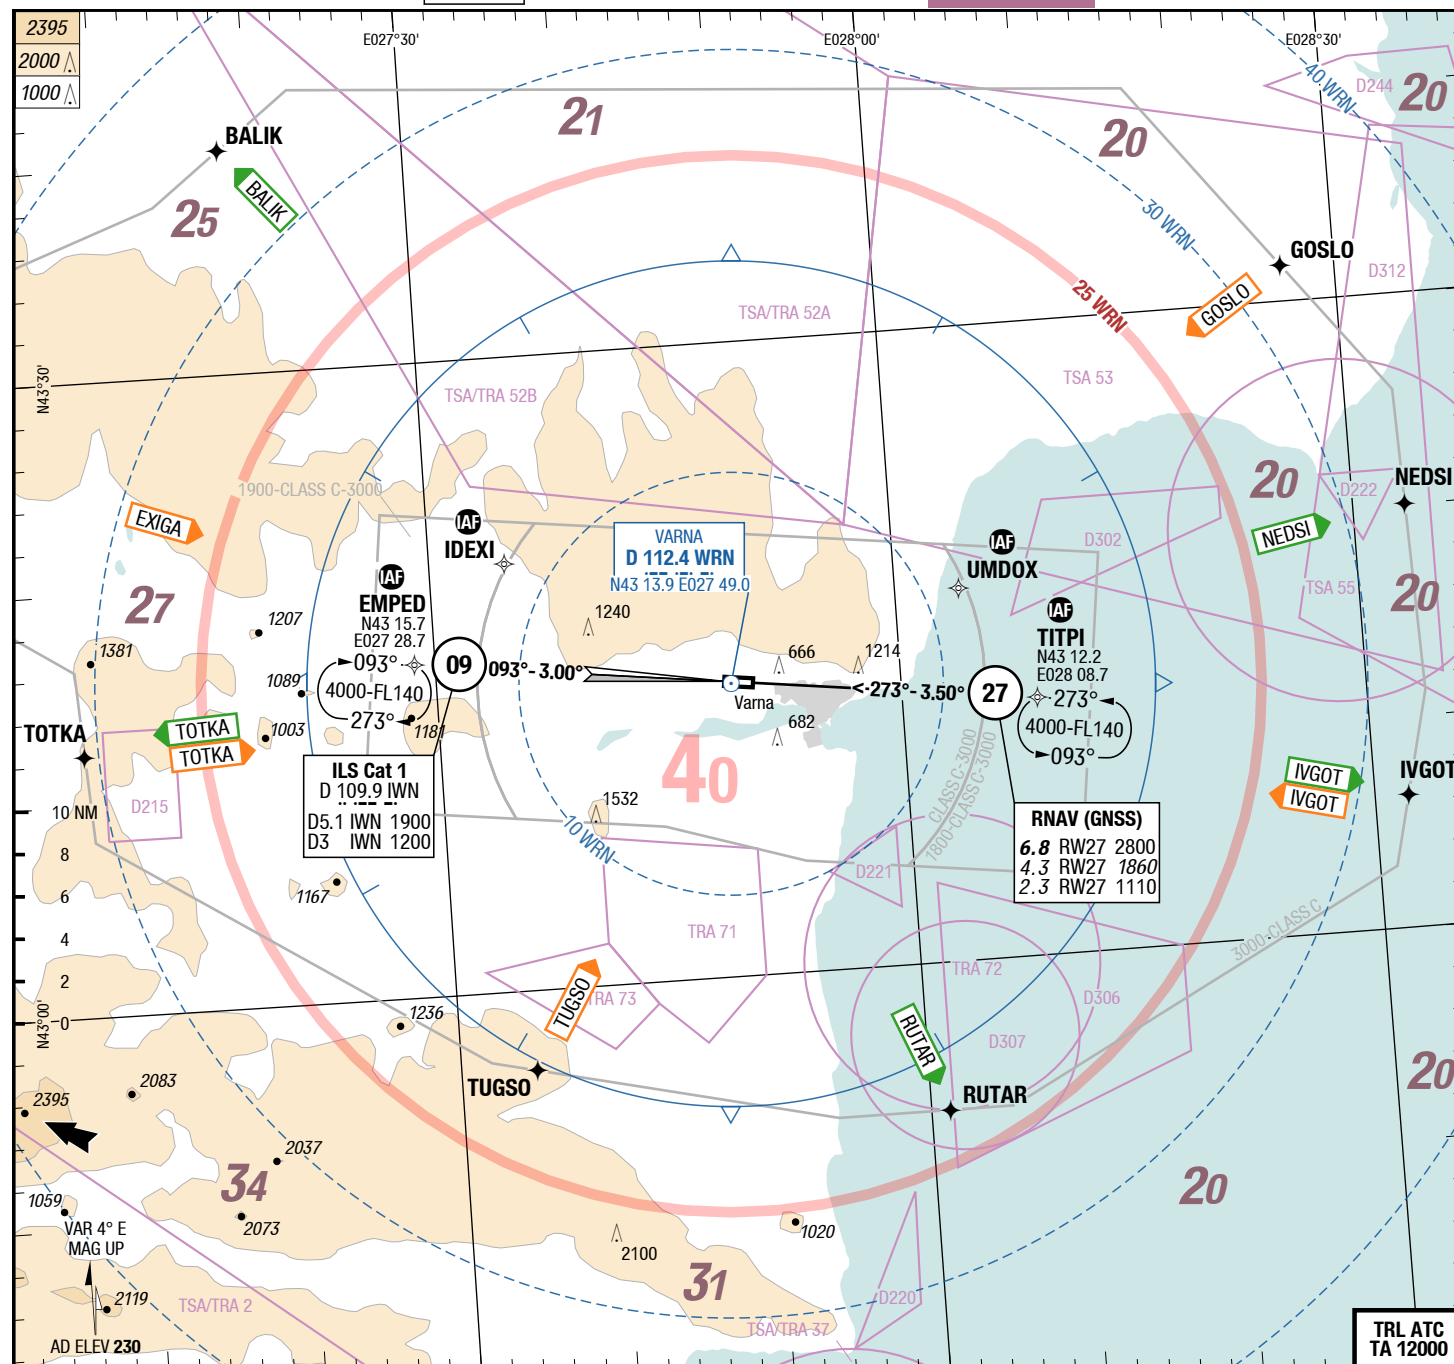 2395
2000
1000
E027°30'
E028°00'
E028°30'
40 WRN
D244
20
21
20
BALIK
BALIK
25
30 WRN
GOSLO
GOSLO
D312
25 WRN
TSA/TRA 52A
TSA 53
N43°30'
TSA/TRA 52B
1900-CLASS C-3000
20
NEDSI
D222
NEDSI
EXIGA
IAF
IDEXI
VARNA
D 112.4 WRN
N43 13.9 E027 49.0
IAF
UMDOX
D302
TSA 55
20
27
IAF
EMPED
N43 15.7
E027 28.7
093°
4000-FL140
273°
1207
1381
1089
1003
1181
1240
666
1214
682
Varna
09
093°- 3.00°
<-273°- 3.50°
27
IAF
TITPI
N43 12.2
E028 08.7
273°
4000-FL140
093°
TOTKA
TOTKA
TOTKA
D215
ILS Cat 1
D 109.9 IWN
D5.1 IWN 1900
D3 IWN 1200
40
1532
10 WRN
CLASS C-3000
1800-CLASS C-3000
IVGOT
IVGOT
IVGOT
RNAV (GNSS)
6.8 RW27 2800
4.3 RW27 1860
2.3 RW27 1110
10 NM
8
6
4
2
0
N43°00'
1167
D221
TRA 71
TRA 72
3000-CLASS C
D306
D307
TRA 73
TUGSO
TUGSO
1236
RUTAR
RUTAR
20
2083
2395
2037
34
2073
1059
VAR 4° E
MAG UP
2119
AD ELEV 230
TSA/TRA 2
2100
1020
31
20
D220
TSA/TRA 37
TRL ATC
TA 12000